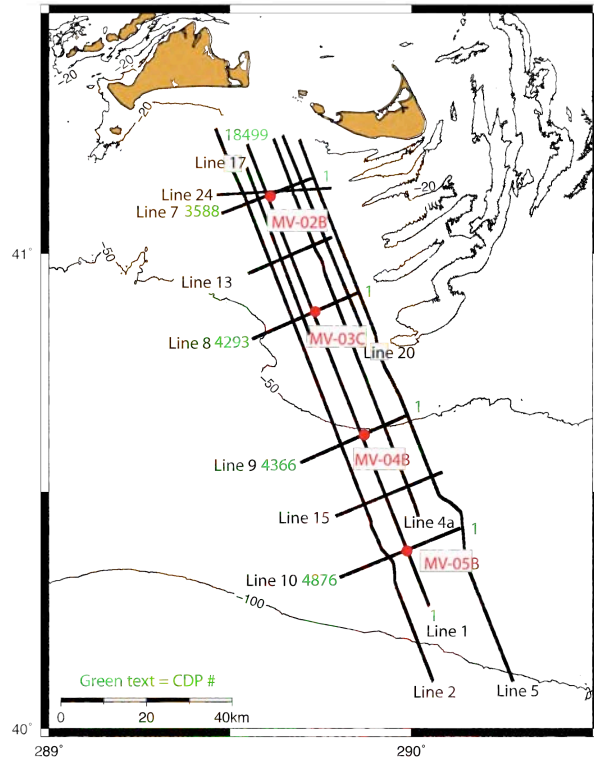 -20
-20
-20
18499
Line 17
1
Line 24
-20
Line 7 3588
MV-02B
41°
-50
Line 13
1
Line 8 4293
MV-03C
Line 20
-50
1
Line 9 4366
MV-04B
Line 15
Line 4a
1
MV-05B
Line 10 4876
-100
1
Line 1
Green text = CDP #
Line 2
Line 5
0
20
40km
40°
289°
290°